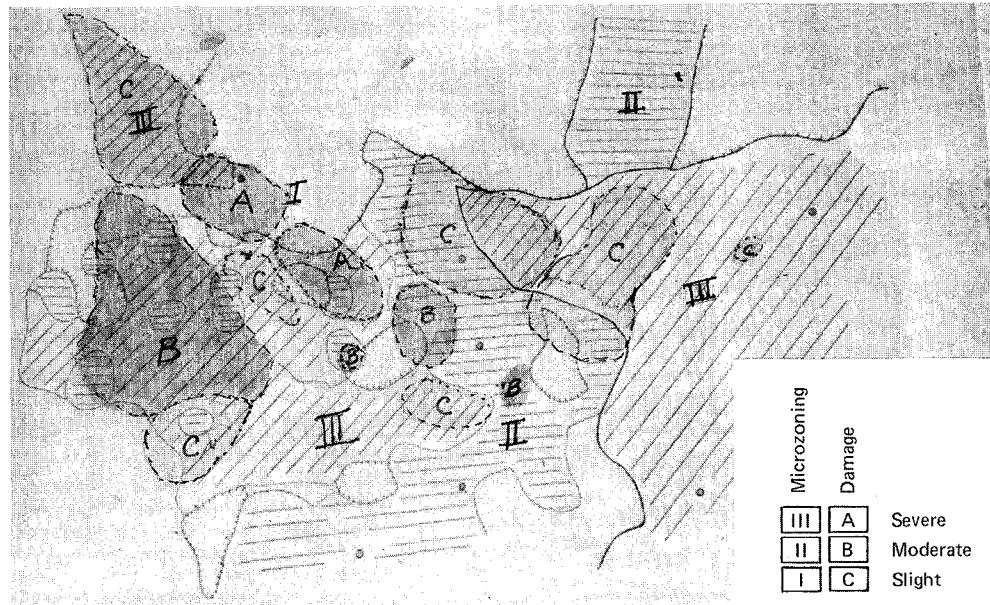 II
C
III
I
A
C
A
C
C
C
III
B
B
B
B
C
C
III
II
Microzoning
Damage
III A Severe
II B Moderate
I C Slight